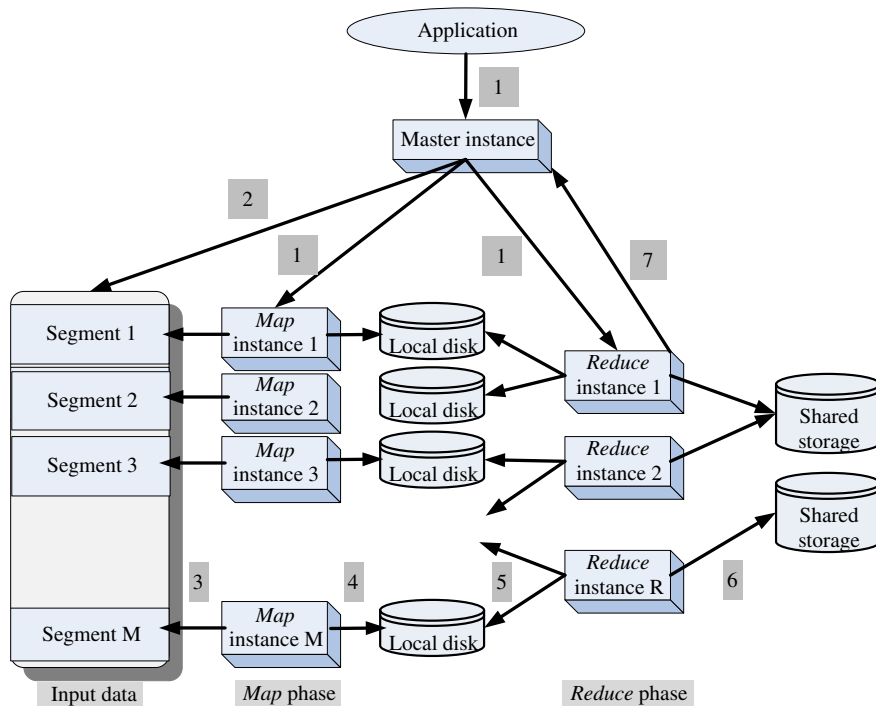 Application
1
Master instance
2
1
1
7
Segment 1
Map
instance 1
Local disk
Reduce
instance 1
Segment 2
Map
instance 2
Local disk
Shared
storage
Segment 3
Map
instance 3
Local disk
Reduce
instance 2
Shared
storage
3
4
5
Reduce
instance R
6
Segment M
Map
instance M
Local disk
Input data
Map phase
Reduce phase